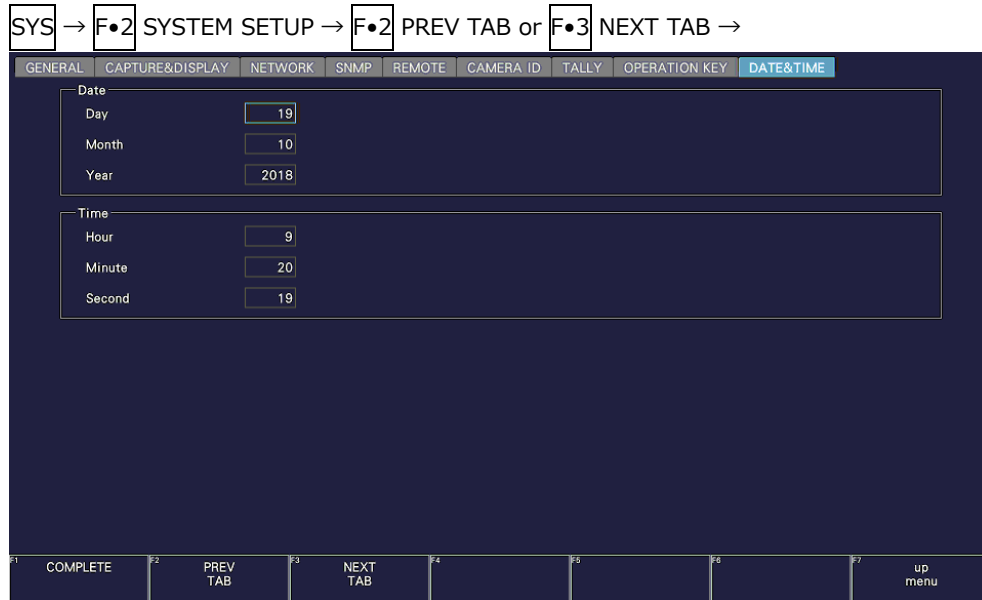 SYS → F•2 SYSTEM SETUP → F•2 PREV TAB or F•3 NEXT TAB →
GENERAL CAPTURE&DISPLAY NETWORK SNMP REMOTE CAMERA ID TALLY OPERATION KEY DATE&TIME
Date
Day 19
Month 10
Year 2018
Time
Hour 9
Minute 20
Second 19
F1 COMPLETE F2 PREV F3 NEXT F4 F5 F6 F7 up
TAB TAB menu